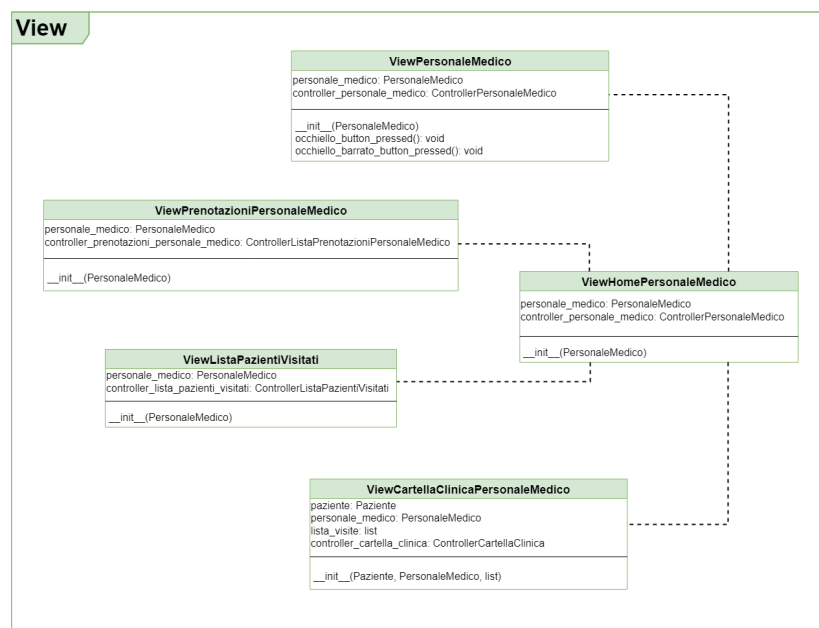 View
ViewPersonaleMedico
personale_medico: PersonaleMedico
controller_personale_medico: ControllerPersonaleMedico
__init__(PersonaleMedico)
occhiello_button_pressed(): void
occhiello_barrato_button_pressed(): void
ViewPrenotazioniPersonaleMedico
personale_medico: PersonaleMedico
controller_prenotazioni_personale_medico: ControllerListaPrenotazioniPersonaleMedico
__init__(PersonaleMedico)
ViewHomePersonaleMedico
personale_medico: PersonaleMedico
controller_personale_medico: ControllerPersonaleMedico
__init__(PersonaleMedico)
ViewListaPazientiVisitati
personale_medico: PersonaleMedico
controller_lista_pazienti_visitati: ControllerListaPazientiVisitati
__init__(PersonaleMedico)
ViewCartellaClinicaPersonaleMedico
paziente: Paziente
personale_medico: PersonaleMedico
lista_visite: list
controller_cartella_clinica: ControllerCartellaClinica
__init__(Paziente, PersonaleMedico, list)